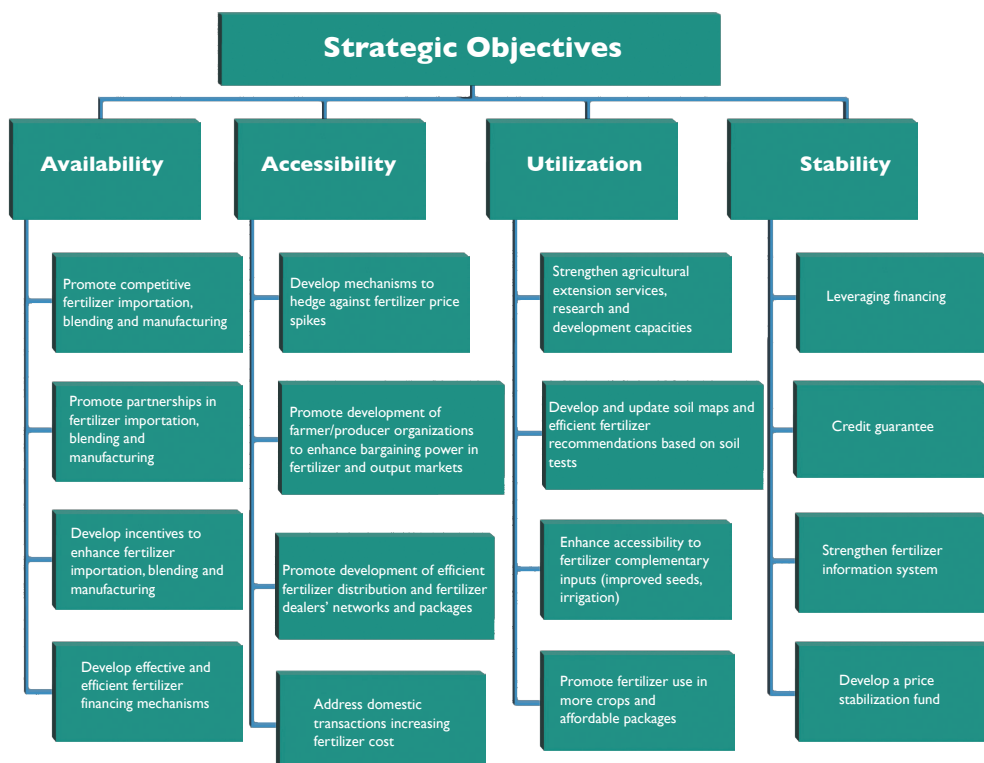 Strategic Objectives
Availability
Promote competitive
fertilizer importation,
blending and manufacturing
Promote partnerships in
fertilizer importation,
blending and
manufacturing
Develop incentives to
enhance fertilizer
importation, blending and
manufacturing
Develop effective and
efficient fertilizer
financing mechanisms
Accessibility
Develop mechanisms to
hedge against fertilizer price
spikes
Promote development of
farmer/producer organizations
to enhance bargaining power in
fertilizer and output markets
Promote development of efficient
fertilizer distribution and fertilizer
dealers’ networks and packages
Address domestic
transactions increasing
fertilizer cost
Utilization
Strengthen agricultural
extension services,
research and
development capacities
Develop and update soil maps and
efficient fertilizer
recommendations based on soil
tests
Enhance accessibility to
fertilizer complementary
inputs (improved seeds,
irrigation)
Promote fertilizer use in
more crops and
affordable packages
Stability
Leveraging financing
Credit guarantee
Strengthen fertilizer
information system
Develop a price
stabilization fund